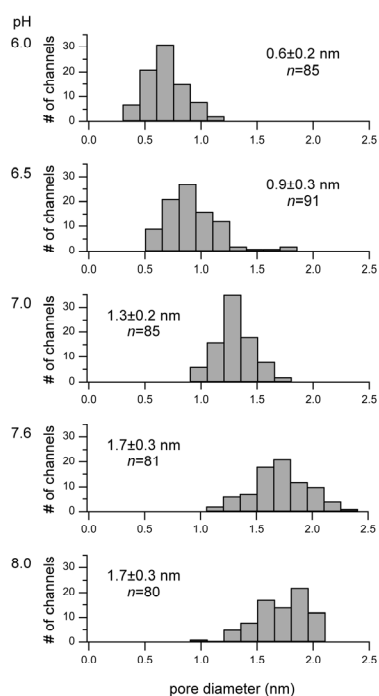 pH
6.0
# of channels
30
20
10
0
0.6±0.2 nm
n=85
0.0 0.5 1.0 1.5 2.0 2.5
6.5
# of channels
30
20
10
0
0.9±0.3 nm
n=91
0.0 0.5 1.0 1.5 2.0 2.5
7.0
# of channels
30
20
10
0
1.3±0.2 nm
n=85
0.0 0.5 1.0 1.5 2.0 2.5
7.6
# of channels
30
20
10
0
1.7±0.3 nm
n=81
0.0 0.5 1.0 1.5 2.0 2.5
8.0
# of channels
30
20
10
0
1.7±0.3 nm
n=80
0.0 0.5 1.0 1.5 2.0 2.5
pore diameter (nm)